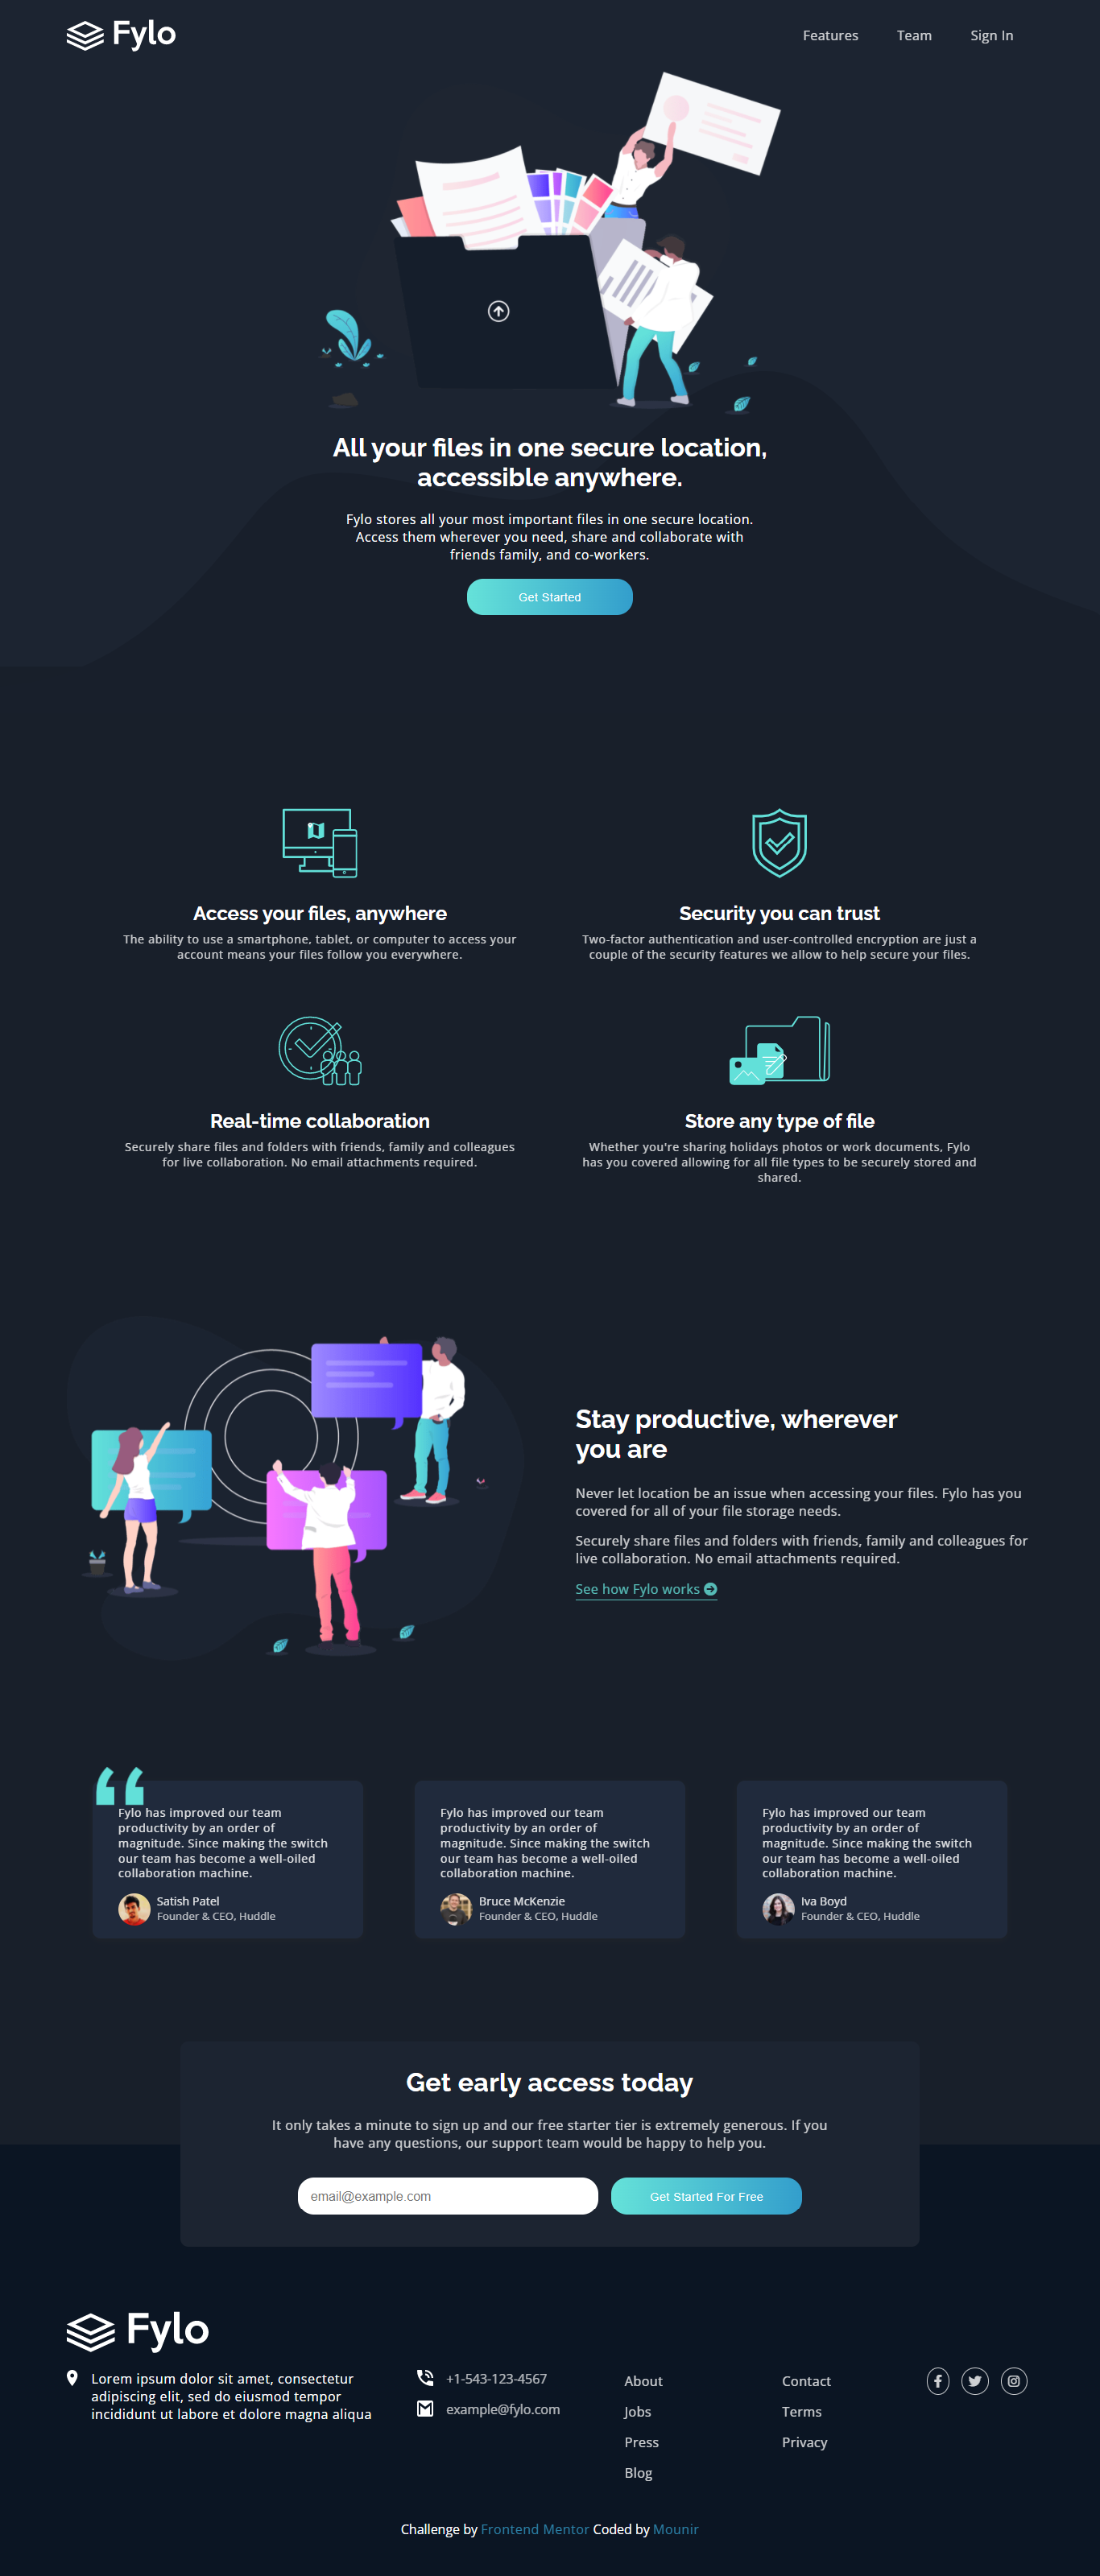 Fylo
Features Team Sign In
All your files in one secure location,
accessible anywhere.
Fylo stores all your most important files in one secure location.
Access them wherever you need, share and collaborate with
friends family, and co-workers.
Get Started
Access your files, anywhere
The ability to use a smartphone, tablet, or computer to access your
account means your files follow you everywhere.
Security you can trust
Two-factor authentication and user-controlled encryption are just a
couple of the security features we allow to help secure your files.
Real-time collaboration
Securely share files and folders with friends, family and colleagues
for live collaboration. No email attachments required.
Store any type of file
Whether you're sharing holidays photos or work documents, Fylo
has you covered allowing for all file types to be securely stored and
shared.
Stay productive, wherever
you are
Never let location be an issue when accessing your files. Fylo has you
covered for all of your file storage needs.
Securely share files and folders with friends, family and colleagues for
live collaboration. No email attachments required.
See how Fylo works
Fylo has improved our team
productivity by an order of
magnitude. Since making the switch
our team has become a well-oiled
collaboration machine.
Satish Patel
Founder & CEO, Huddle
Fylo has improved our team
productivity by an order of
magnitude. Since making the switch
our team has become a well-oiled
collaboration machine.
Bruce McKenzie
Founder & CEO, Huddle
Fylo has improved our team
productivity by an order of
magnitude. Since making the switch
our team has become a well-oiled
collaboration machine.
Iva Boyd
Founder & CEO, Huddle
Get early access today
It only takes a minute to sign up and our free starter tier is extremely generous. If you
have any questions, our support team would be happy to help you.
email@example.com
Get Started For Free
Fylo
Lorem ipsum dolor sit amet, consectetur
adipiscing elit, sed do eiusmod tempor
incididunt ut labore et dolore magna aliqua
+1-543-123-4567
example@fylo.com
About
Jobs
Press
Blog
Contact
Terms
Privacy
Challenge by Frontend Mentor Coded by Mounir